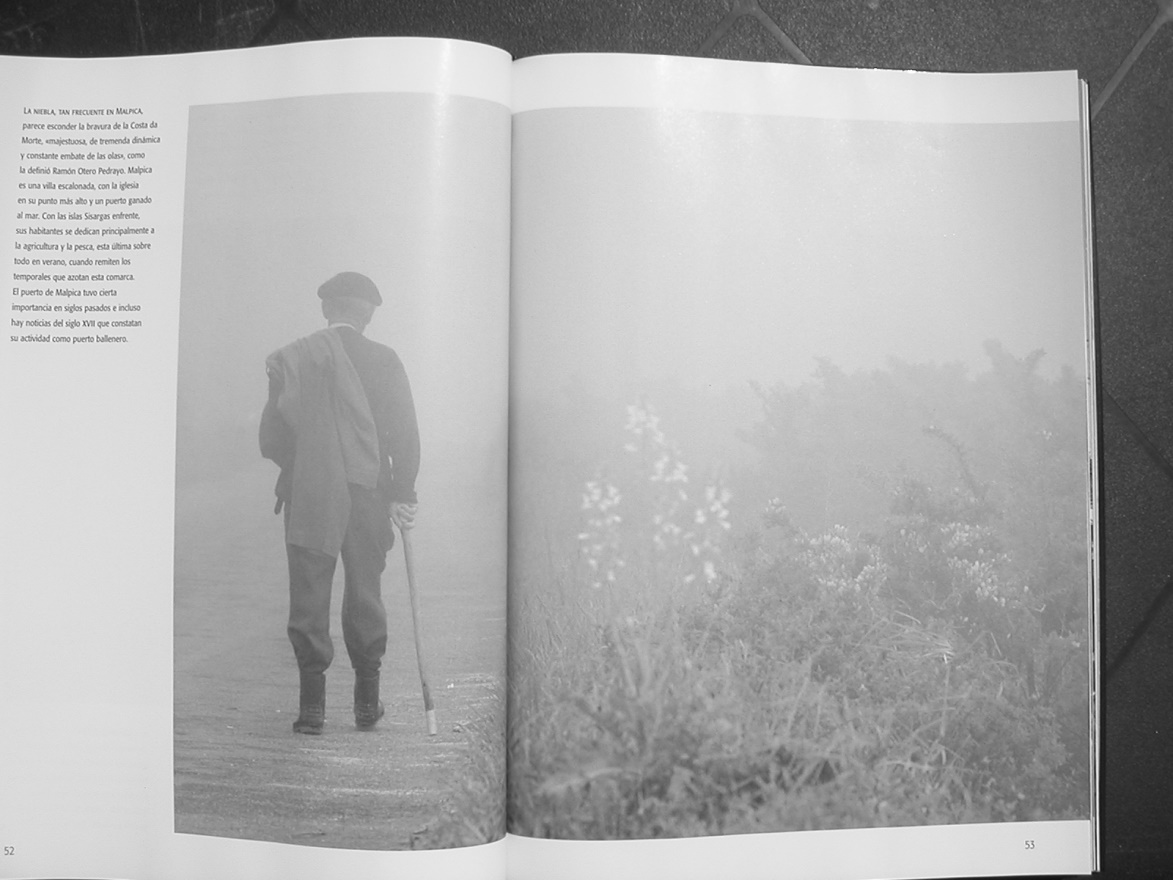 LA NIEBLA, TAN FRECUENTE EN MALPICA,
parece esconder la bravura de la Costa da
Morte, «majestuosa, de tremenda dinámica
y constante embate de las olas», como
la definió Ramón Otero Pedrayo. Malpica
es una villa escalonada, con la iglesia
en su punto más alto y un puerto ganado
al mar. Con las islas Sisargas enfrente,
sus habitantes se dedican principalmente a
la agricultura y la pesca, esta última sobre
todo en verano, cuando remiten los
temporales que azotan esta comarca.
El puerto de Malpica tuvo cierta
importancia en siglos pasados e incluso
hay noticias del siglo XVII que constatan
su actividad como puerto ballenero.
52
53